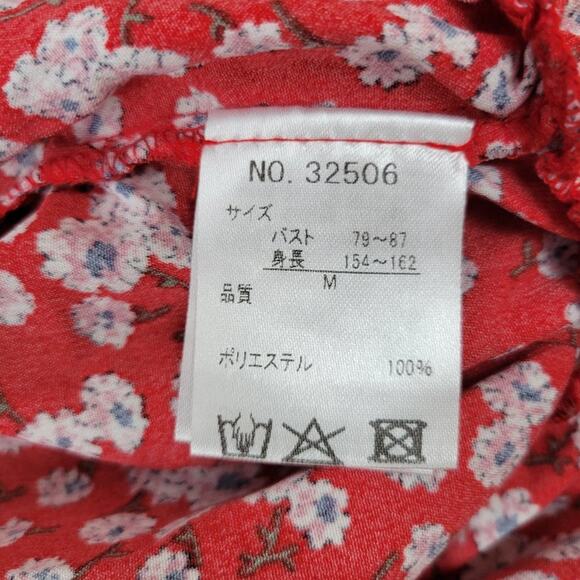 NO. 32506
サイズ
バスト 79～87
身長 154～162
M
品質
ポリエステル 100%